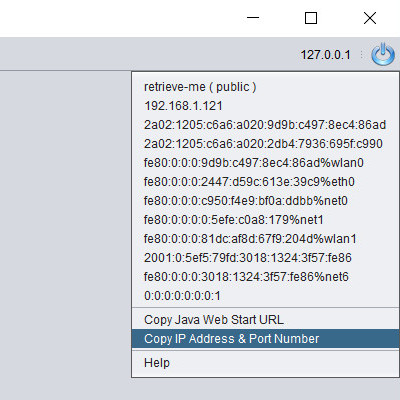 127.0.0.1
retrieve-me ( public )
192.168.1.121
2a02:1205:c6a6:a020:9d9b:c497:8ec4:86ad
2a02:1205:c6a6:a020:2db4:7936:695f:c990
fe80:0:0:0:9d9b:c497:8ec4:86ad%wlan0
fe80:0:0:0:2447:d59c:613e:39c9%eth0
fe80:0:0:0:c950:f4e9:bf0a:ddbb%net0
fe80:0:0:0:0:5efe:c0a8:179%net1
fe80:0:0:0:81dc:af8d:67f9:204d%wlan1
2001:0:5ef5:79fd:3018:1324:3f57:fe86
fe80:0:0:0:3018:1324:3f57:fe86%net6
0:0:0:0:0:0:0:1
Copy Java Web Start URL
Copy IP Address & Port Number
Help